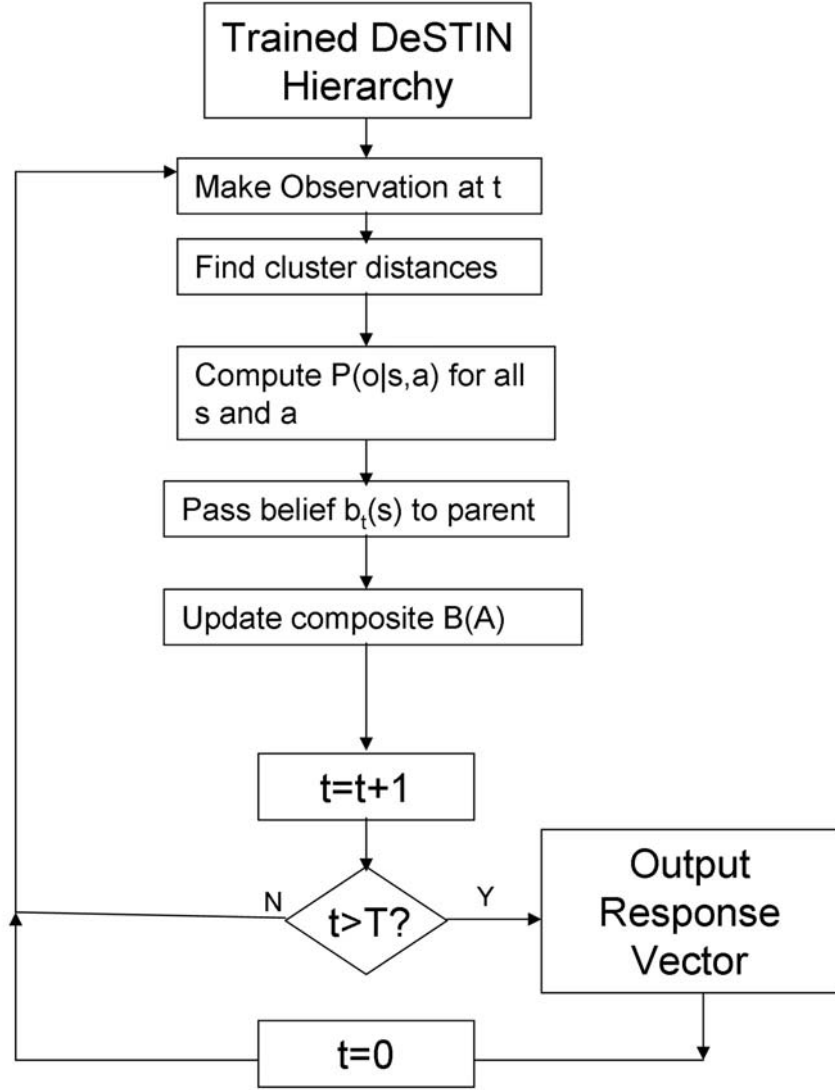 Trained DeSTIN
Hierarchy
Make Observation at t
Find cluster distances
Compute P(o|s,a) for all
s and a
Pass belief bₜ(s) to parent
Update composite B(A)
t=t+1
N
t>T?
Y
Output
Response
Vector
t=0